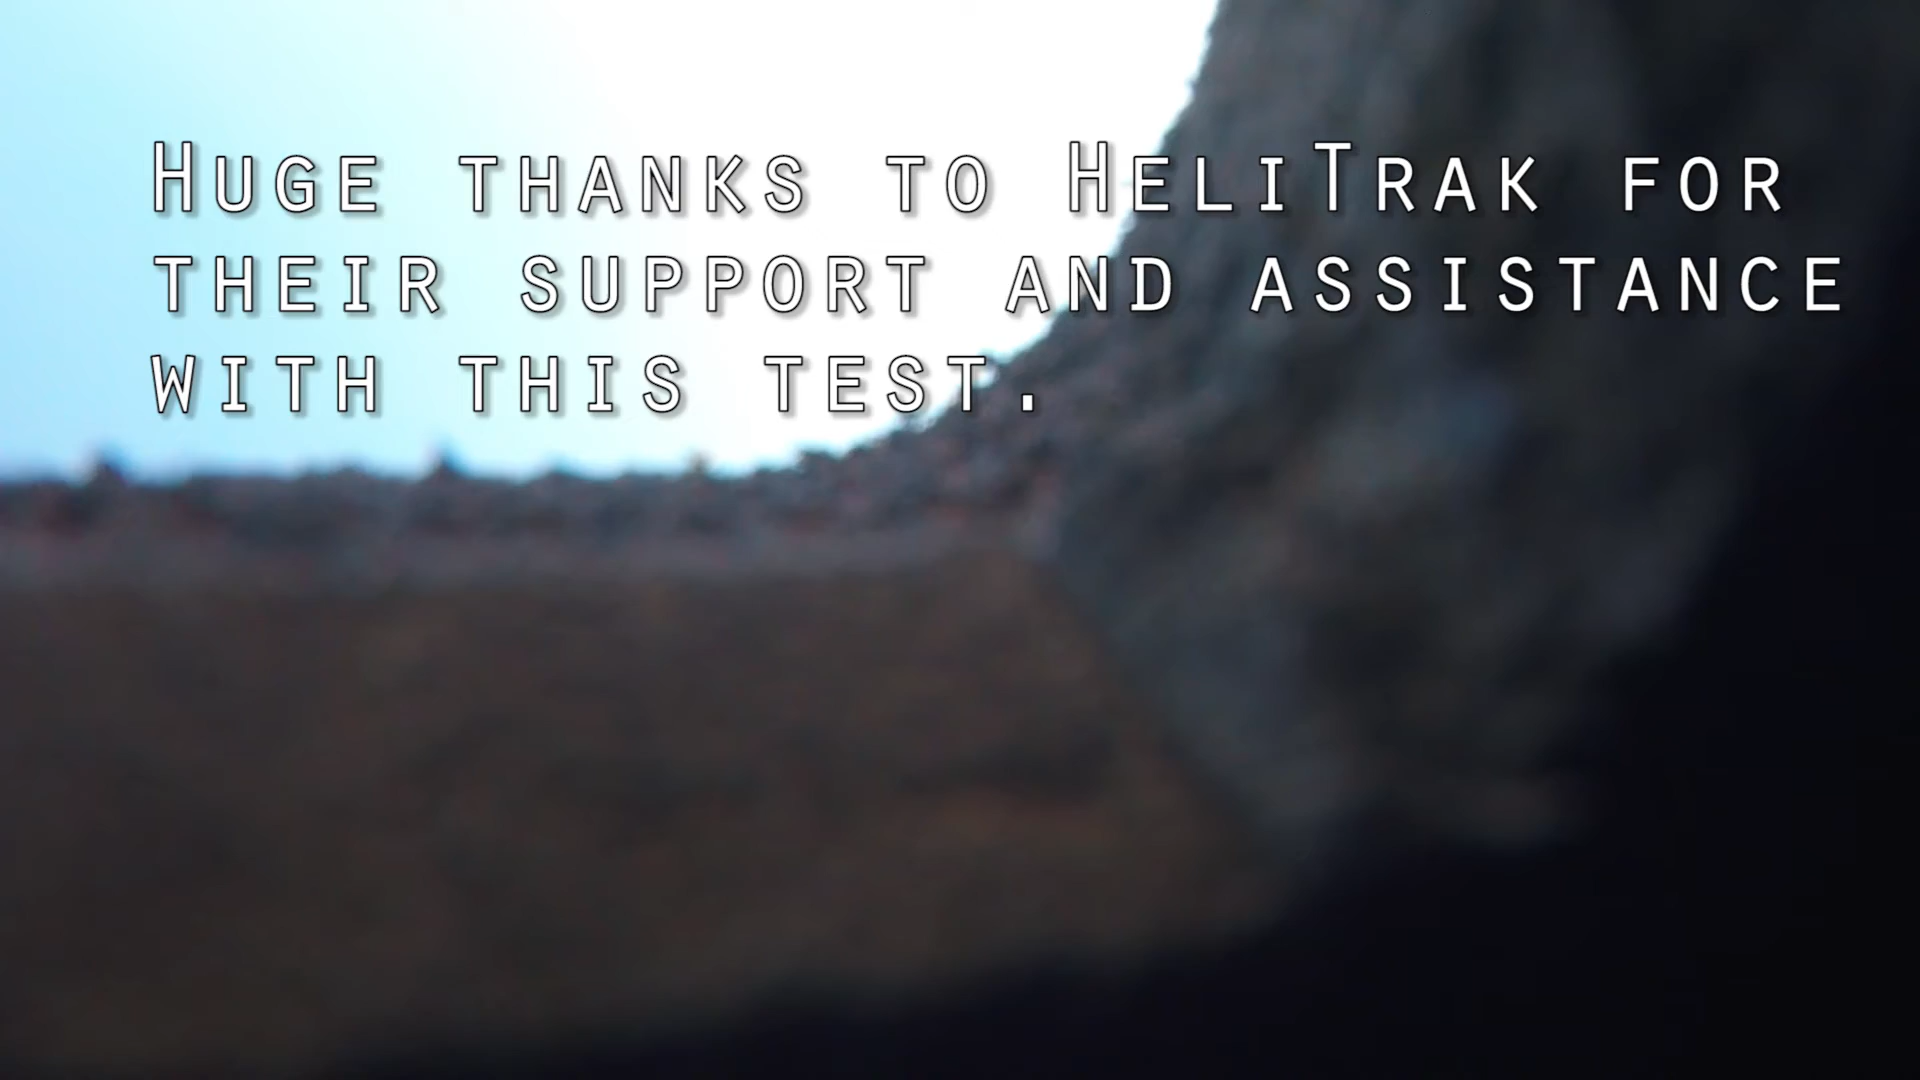 Huge thanks to HeliTrak for
their support and assistance
with this test.